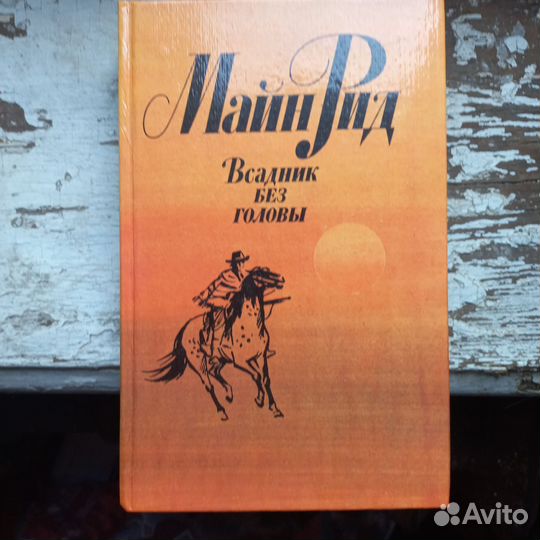 Майн Рид
Всадник
без
головы
Avito